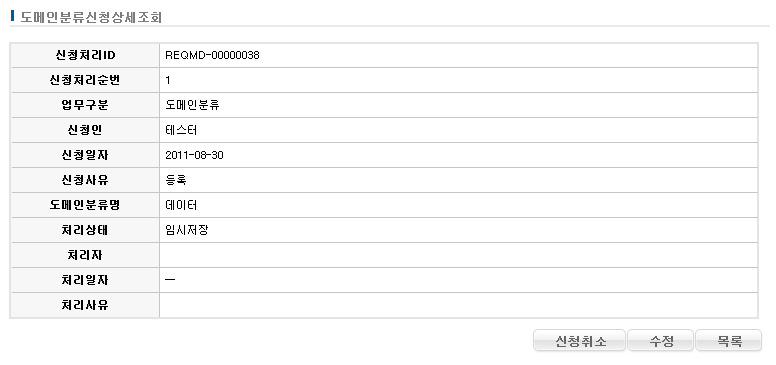 도메인분류신청상세조회
신청처리ID REQMD-00000038
신청처리순번 1
업무구분 도메인분류
신청인 테스터
신청일자 2011-08-30
신청사유 등록
도메인분류명 데이터
처리상태 임시저장
처리자
처리일자 --
처리사유
신청취소 수정 목록